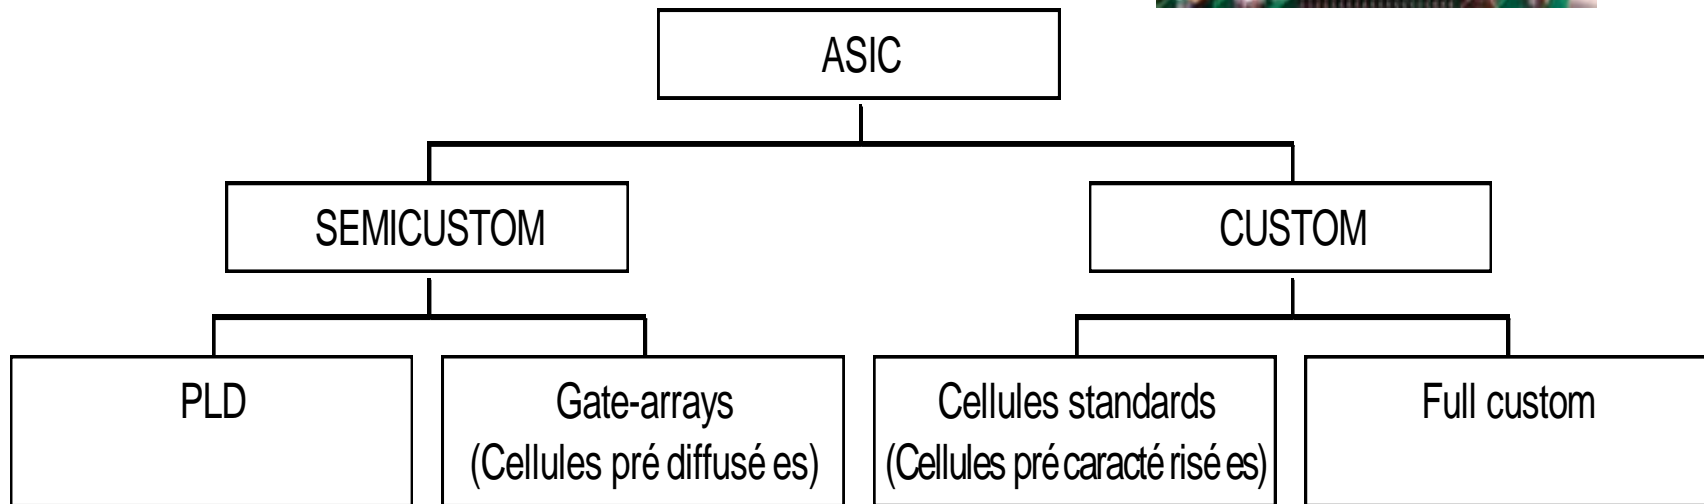 ASIC
SEMICUSTOM
CUSTOM
PLD
Gate-arrays
(Cellules pré diffusé es)
Cellules standards
(Cellules pré caracté risé es)
Full custom